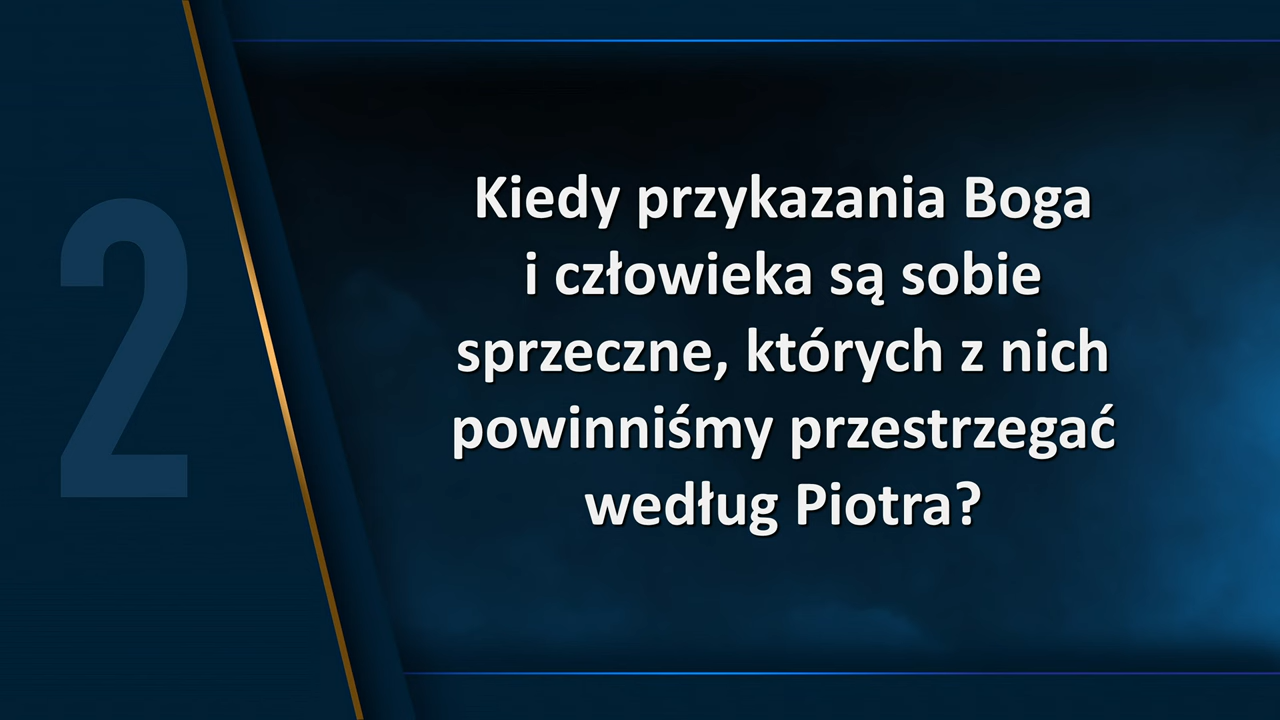 2
Kiedy przykazania Boga
i człowieka są sobie
sprzeczne, których z nich
powinniśmy przestrzegać
według Piotra?